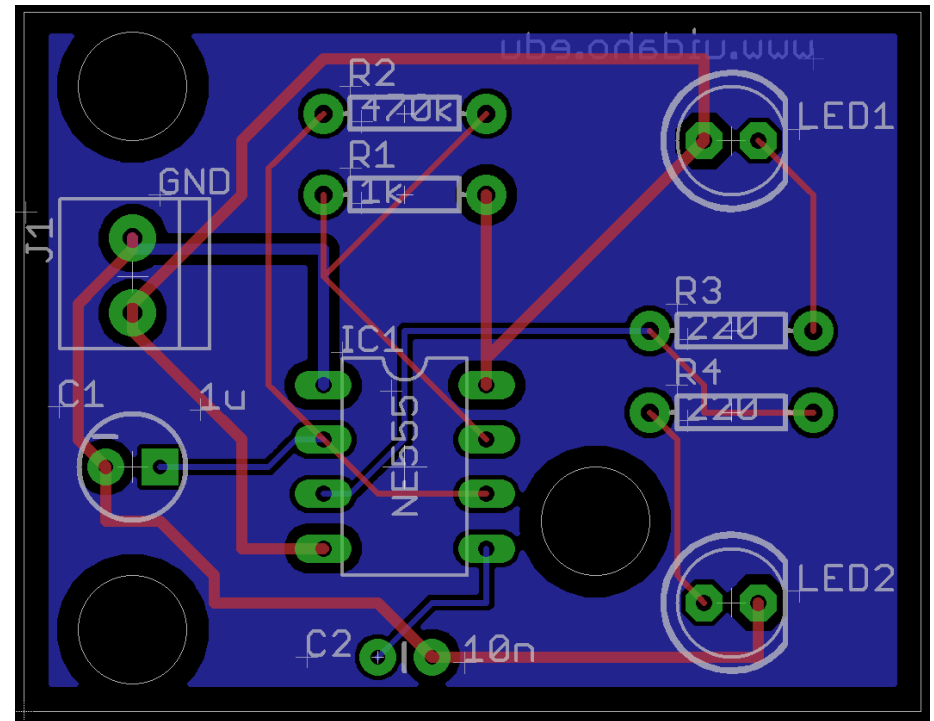 www.uidaho.edu
R2
470k
LED1
R1
1k
GND
J1
R3
220
IC1
R4
220
C1
1u
NE555
LED2
C2
10n